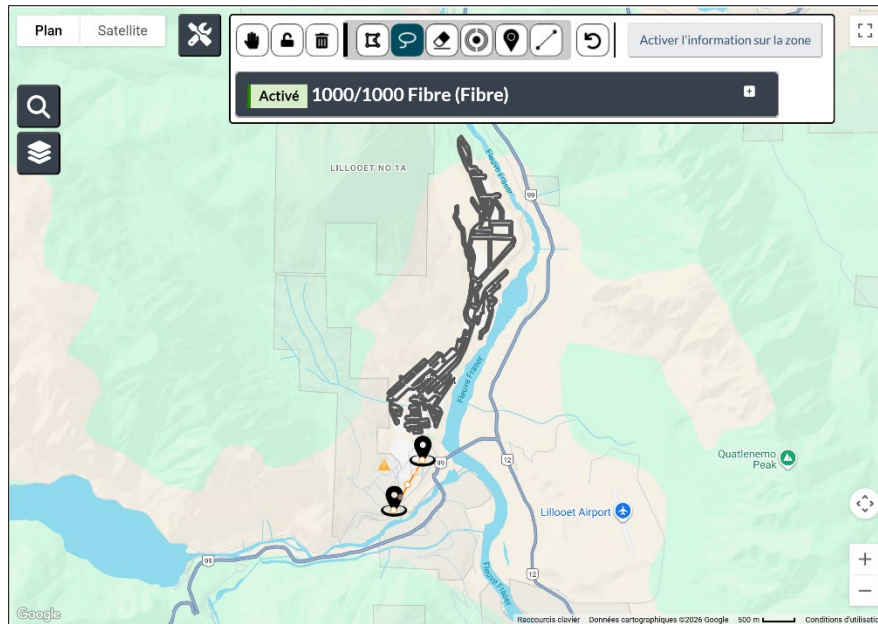 Plan
Satellite
Activer l'information sur la zone
Activé
1000/1000 Fibre (Fibre)
LILLOOET NO 1A
Fleuve Fraser
99
Fleuve Fraser
99
12
Quatlenemo
Peak
Lillooet Airport
99
12
Fleuve Fraser
Google
Raccourcis clavier
Données cartographiques ©2026 Google
500 m
Conditions d'utilisatio